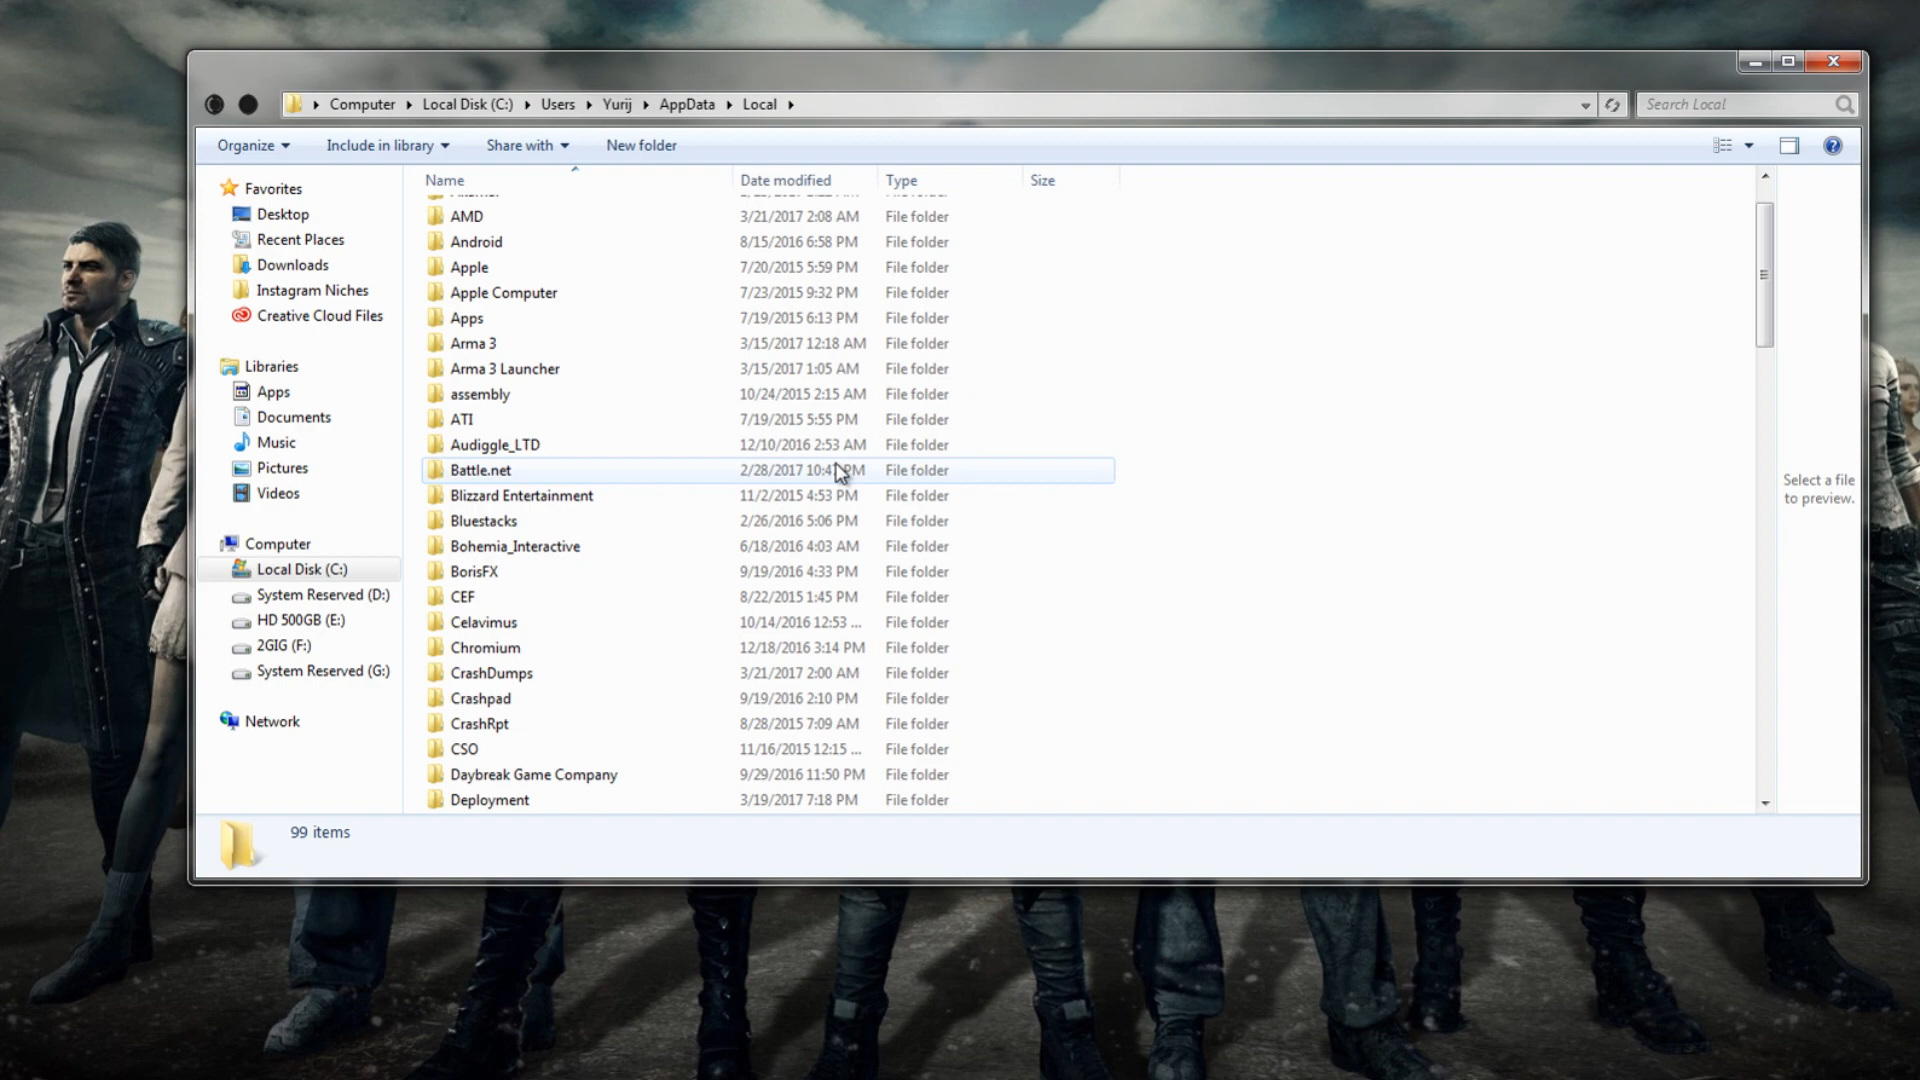 Computer Local Disk (C:) Users Yurij AppData Local
Search Local
Organize Include in library Share with New folder
Name Date modified Type Size
AMD 3/21/2017 2:08 AM File folder
Android 8/15/2016 6:58 PM File folder
Apple 7/20/2015 5:59 PM File folder
Apple Computer 7/23/2015 9:32 PM File folder
Apps 7/19/2015 6:13 PM File folder
Arma 3 3/15/2017 12:18 AM File folder
Arma 3 Launcher 3/15/2017 1:05 AM File folder
assembly 10/24/2015 2:15 AM File folder
ATI 7/19/2015 5:55 PM File folder
Audiggle_LTD 12/10/2016 2:53 AM File folder
Battle.net 2/28/2017 PM File folder
Blizzard Entertainment 11/2/2015 4:53 PM File folder
Bluestacks 2/26/2016 5:06 PM File folder
Bohemia_Interactive 6/18/2016 4:03 AM File folder
BorisFX 9/19/2016 4:33 PM File folder
CEF 8/22/2015 1:45 PM File folder
Celavimus 10/14/2016 12:53 ... File folder
Chromium 12/18/2016 3:14 PM File folder
CrashDumps 3/21/2017 2:00 AM File folder
Crashpad 9/19/2016 2:10 PM File folder
CrashRpt 8/28/2015 7:09 AM File folder
CSO 11/16/2015 12:15 ... File folder
Daybreak Game Company 9/29/2016 11:50 PM File folder
Deployment 3/19/2017 7:18 PM File folder
Favorites
Desktop
Recent Places
Downloads
Instagram Niches
Creative Cloud Files
Libraries
Apps
Documents
Music
Pictures
Videos
Computer
Local Disk (C:)
System Reserved (D:)
HD 500GB (E:)
2GIG (F:)
System Reserved (G:)
Network
Select a file
to preview.
99 items